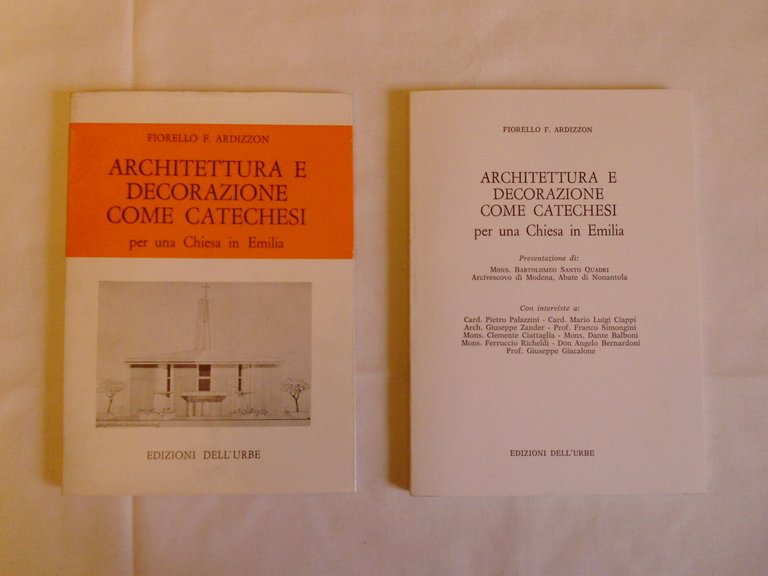 FIORELLO F. ARDIZZON
ARCHITETTURA E
DECORAZIONE
COME CATECHESI
per una Chiesa in Emilia
EDIZIONI DELL'URBE
FIORELLO F. ARDIZZON
ARCHITETTURA E
DECORAZIONE
COME CATECHESI
per una Chiesa in Emilia
Presentazione di:
MONS. BARTOLOMEO SANTO QUADRI
Arcivescovo di Modena, Abate di Nonantola
Con interviste a:
Card. Pietro Palazzini - Card. Mario Luigi Ciappi
Arch. Giuseppe Zander - Prof. Franco Simongini
Mons. Clemente Ciattaglia - Mons. Dante Balboni
Mons. Ferruccio Richeldi - Don Angelo Bernardoni
Prof. Giuseppe Giacalone
EDIZIONI DELL'URBE